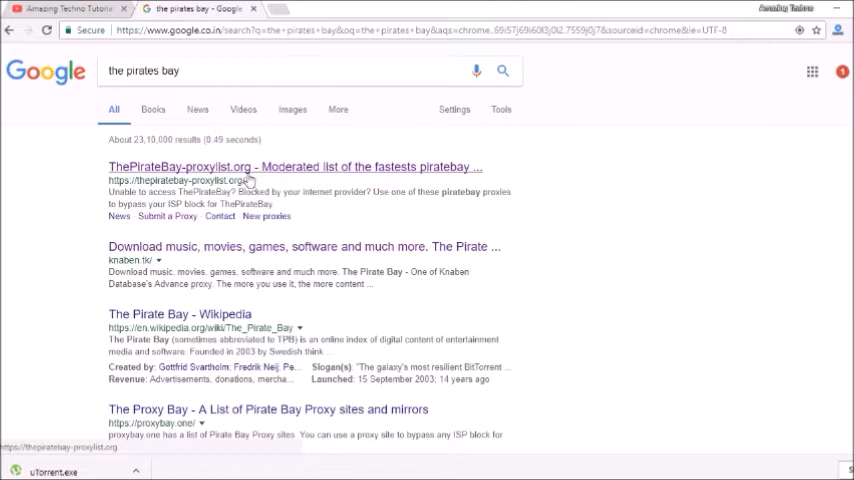 Amazing Techno Tutorial
the pirates bay - Google
Amazing Techno
Secure
https://www.google.co.in/search?q=the+pirates+bay&oq=the+pirates+bay&aqs=chrome..69i57j69i60l3j0l2.7559j0j7&sourceid=chrome&ie=UTF-8
Google
the pirates bay
1
All Books News Videos Images More Settings Tools
About 23,10,000 results (0.49 seconds)
ThePirateBay-proxylist.org - Moderated list of the fastests piratebay ...
https://thepiratebay-proxylist.org
Unable to access ThePirateBay? Blocked by your internet provider? Use one of these piratebay proxies
to bypass your ISP block for ThePirateBay.
News · Submit a Proxy · Contact · New proxies
Download music, movies, games, software and much more. The Pirate ...
knaben.tk/
Download music, movies, games, software and much more. The Pirate Bay - One of Knaben
Database's Advance proxy. The more you use it, the more content ...
The Pirate Bay - Wikipedia
https://en.wikipedia.org/wiki/The_Pirate_Bay
The Pirate Bay (sometimes abbreviated to TPB) is an online index of digital content of entertainment
media and software. Founded in 2003 by Swedish think ...
Created by: Gottfrid Svartholm; Fredrik Neij; Pe... Slogan(s): "The galaxy's most resilient BitTorrent ...
Revenue: Advertisements, donations, mercha... Launched: 15 September 2003; 14 years ago
The Proxy Bay - A List of Pirate Bay Proxy sites and mirrors
https://proxybay.one/
proxybay.one has a list of Pirate Bay Proxy sites. You can use a proxy site to bypass any ISP block for
https://thepiratebay-proxylist.org
uTorrent.exe
S